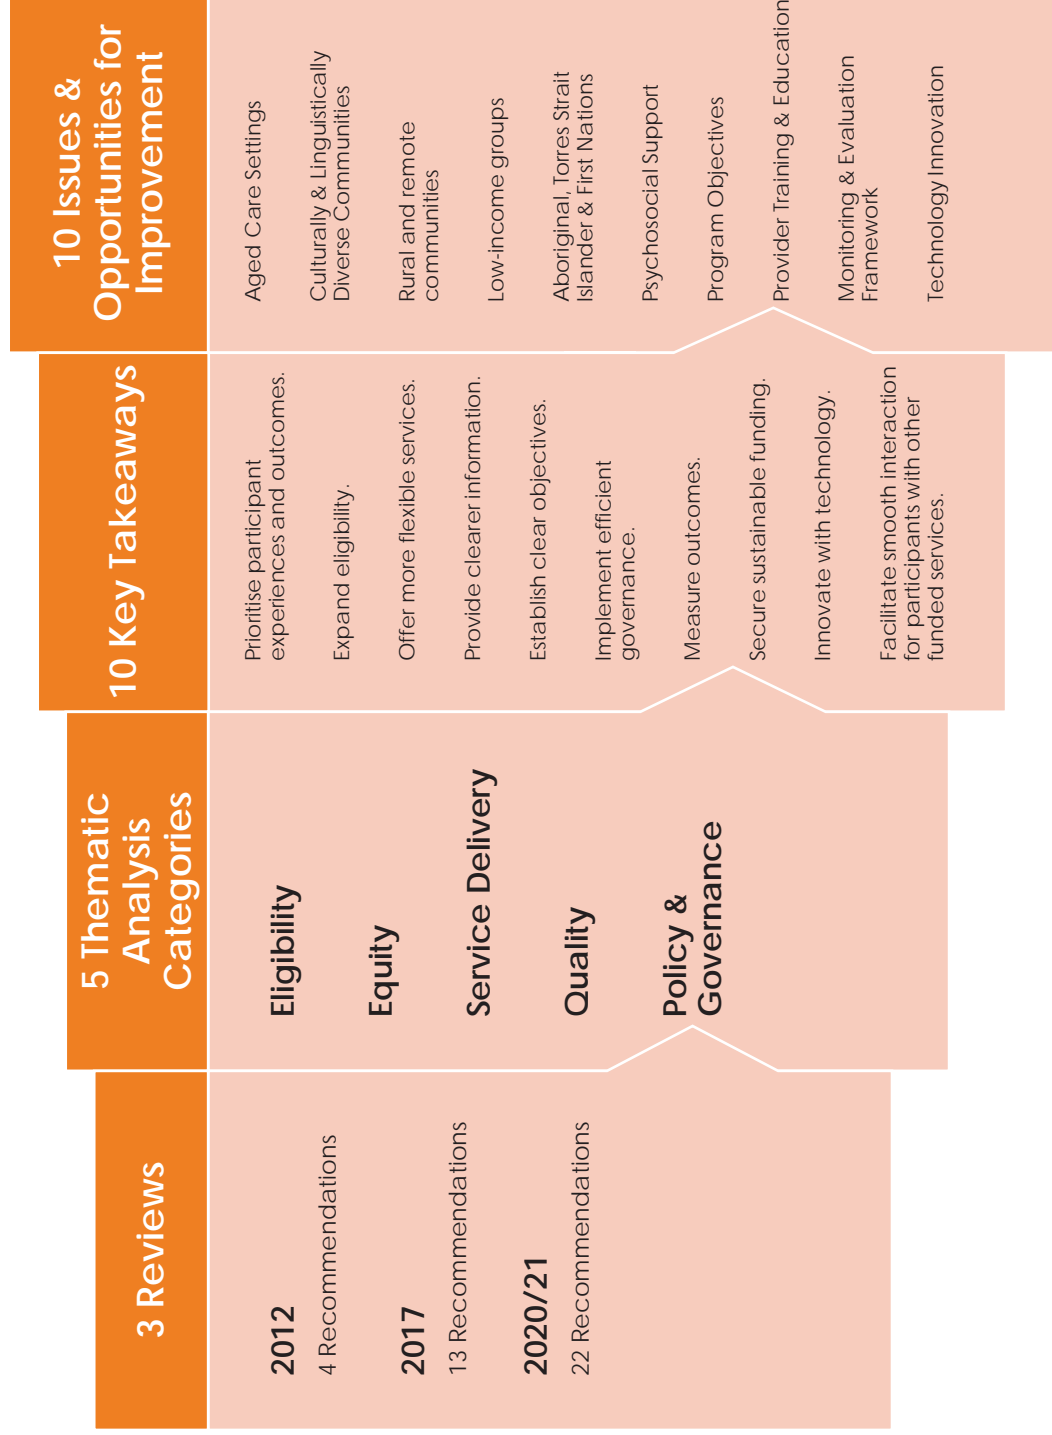 3 Reviews
2012
4 Recommendations
2017
13 Recommendations
2020/21
22 Recommendations
5 Thematic
Analysis
Categories
Eligibility
Equity
Service Delivery
Quality
Policy &
Governance
10 Key Takeaways
Prioritise participant
experiences and outcomes.
Expand eligibility.
Offer more flexible services.
Provide clearer information.
Establish clear objectives.
Implement efficient
governance.
Measure outcomes.
Secure sustainable funding.
Innovate with technology.
Facilitate smooth interaction
for participants with other
funded services.
10 Issues &
Opportunities for
Improvement
Aged Care Settings
Culturally & Linguistically
Diverse Communities
Rural and remote
communities
Low-income groups
Aboriginal, Torres Strait
Islander & First Nations
Psychosocial Support
Program Objectives
Provider Training & Education
Monitoring & Evaluation
Framework
Technology Innovation